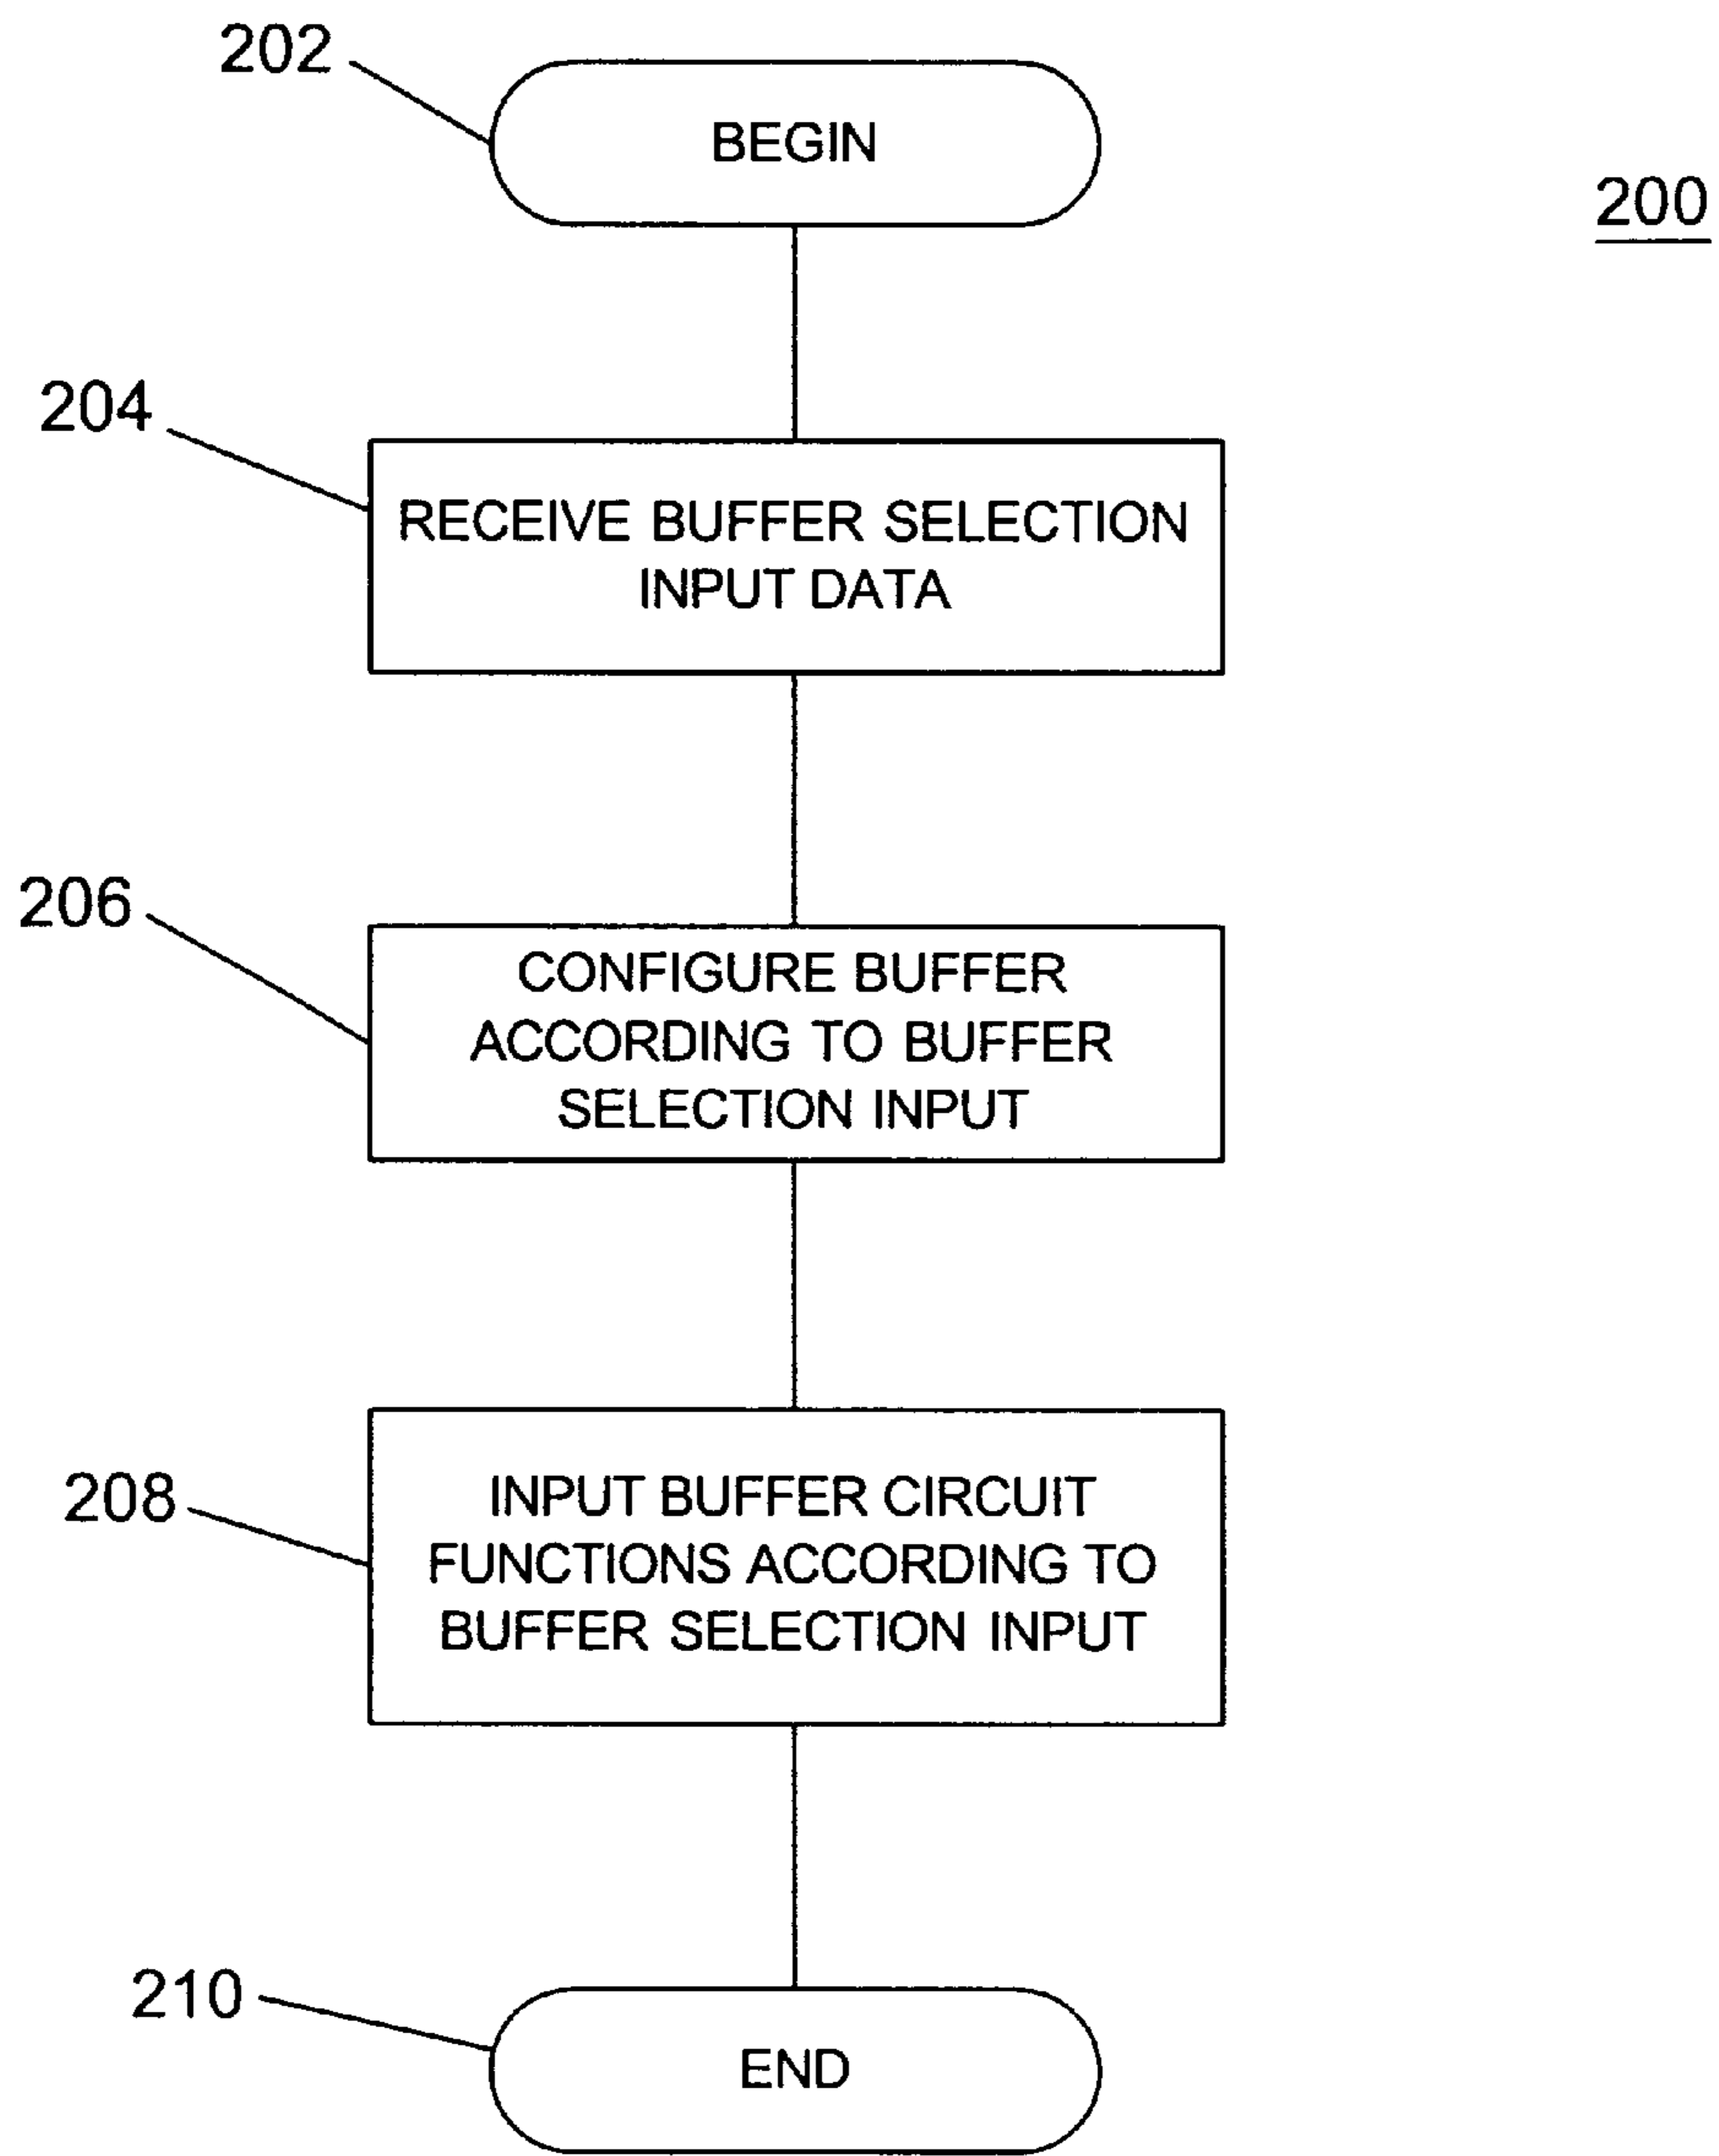 202
BEGIN
200
204
RECEIVE BUFFER SELECTION
INPUT DATA
206
CONFIGURE BUFFER
ACCORDING TO BUFFER
SELECTION INPUT
208
INPUT BUFFER CIRCUIT
FUNCTIONS ACCORDING TO
BUFFER SELECTION INPUT
210
END